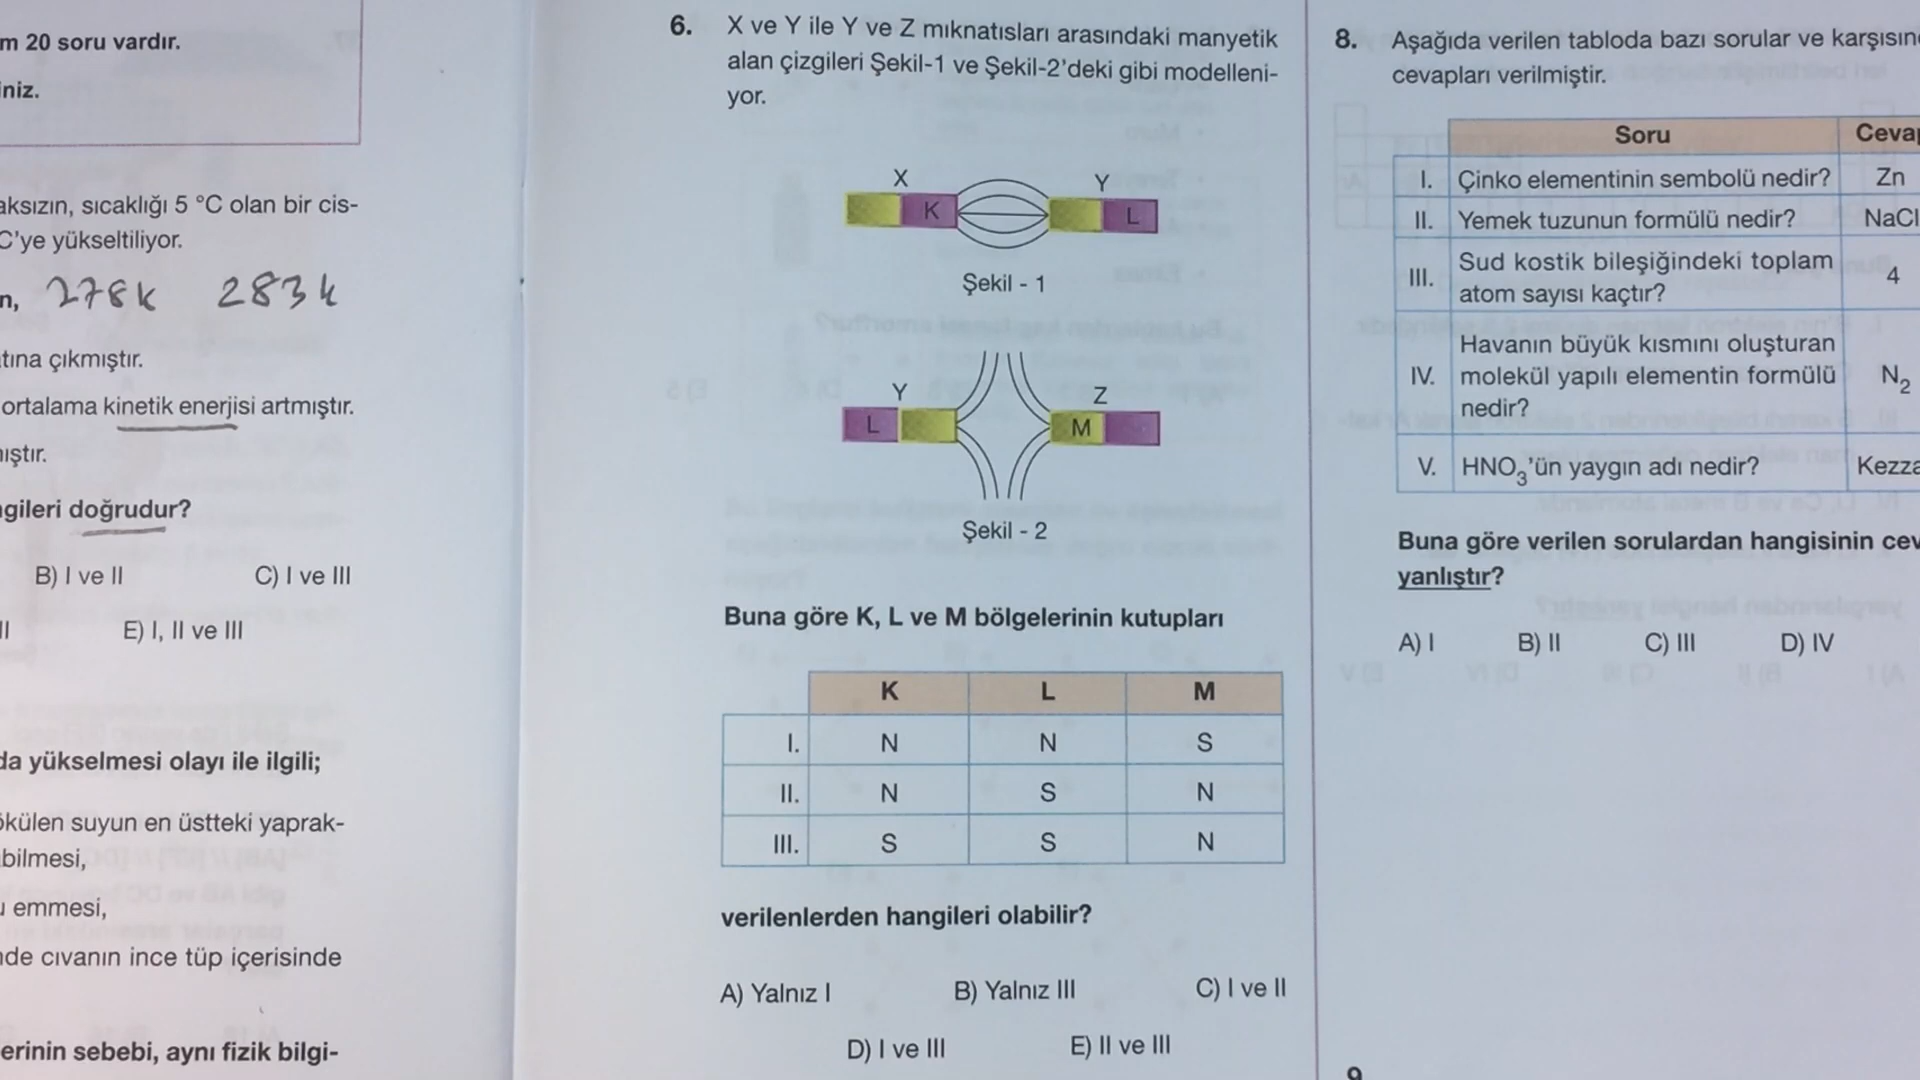 m 20 soru vardır.
iniz.
aksızın, sıcaklığı 5 °C olan bir cis-
C'ye yükseltiliyor.
n, 278K 283K
tına çıkmıştır.
ortalama kinetik enerjisi artmıştır.
mıştır.
ngileri doğrudur?
B) I ve II C) I ve III
II E) I, II ve III
da yükselmesi olayı ile ilgili;
ökülen suyun en üstteki yaprak-
bilmesi,
u emmesi,
nde cıvanın ince tüp içerisinde
erinin sebebi, aynı fizik bilgi-
6. X ve Y ile Y ve Z mıknatısları arasındaki manyetik
alan çizgileri Şekil-1 ve Şekil-2'deki gibi modelleni-
yor.
X Y
K L
Şekil - 1
Y Z
L M
Şekil - 2
Buna göre K, L ve M bölgelerinin kutupları
K L M
I. N N S
II. N S N
III. S S N
verilenlerden hangileri olabilir?
A) Yalnız I B) Yalnız III C) I ve II
D) I ve III E) II ve III
8. Aşağıda verilen tabloda bazı sorular ve karşısın
cevapları verilmiştir.
Soru Cevap
I. Çinko elementinin sembolü nedir? Zn
II. Yemek tuzunun formülü nedir? NaCl
III. Sud kostik bileşiğindeki toplam
atom sayısı kaçtır? 4
IV. Havanın büyük kısmını oluşturan
molekül yapılı elementin formülü
nedir? N₂
V. HNO₃'ün yaygın adı nedir? Kezza
Buna göre verilen sorulardan hangisinin cev
yanlıştır?
A) I B) II C) III D) IV
9